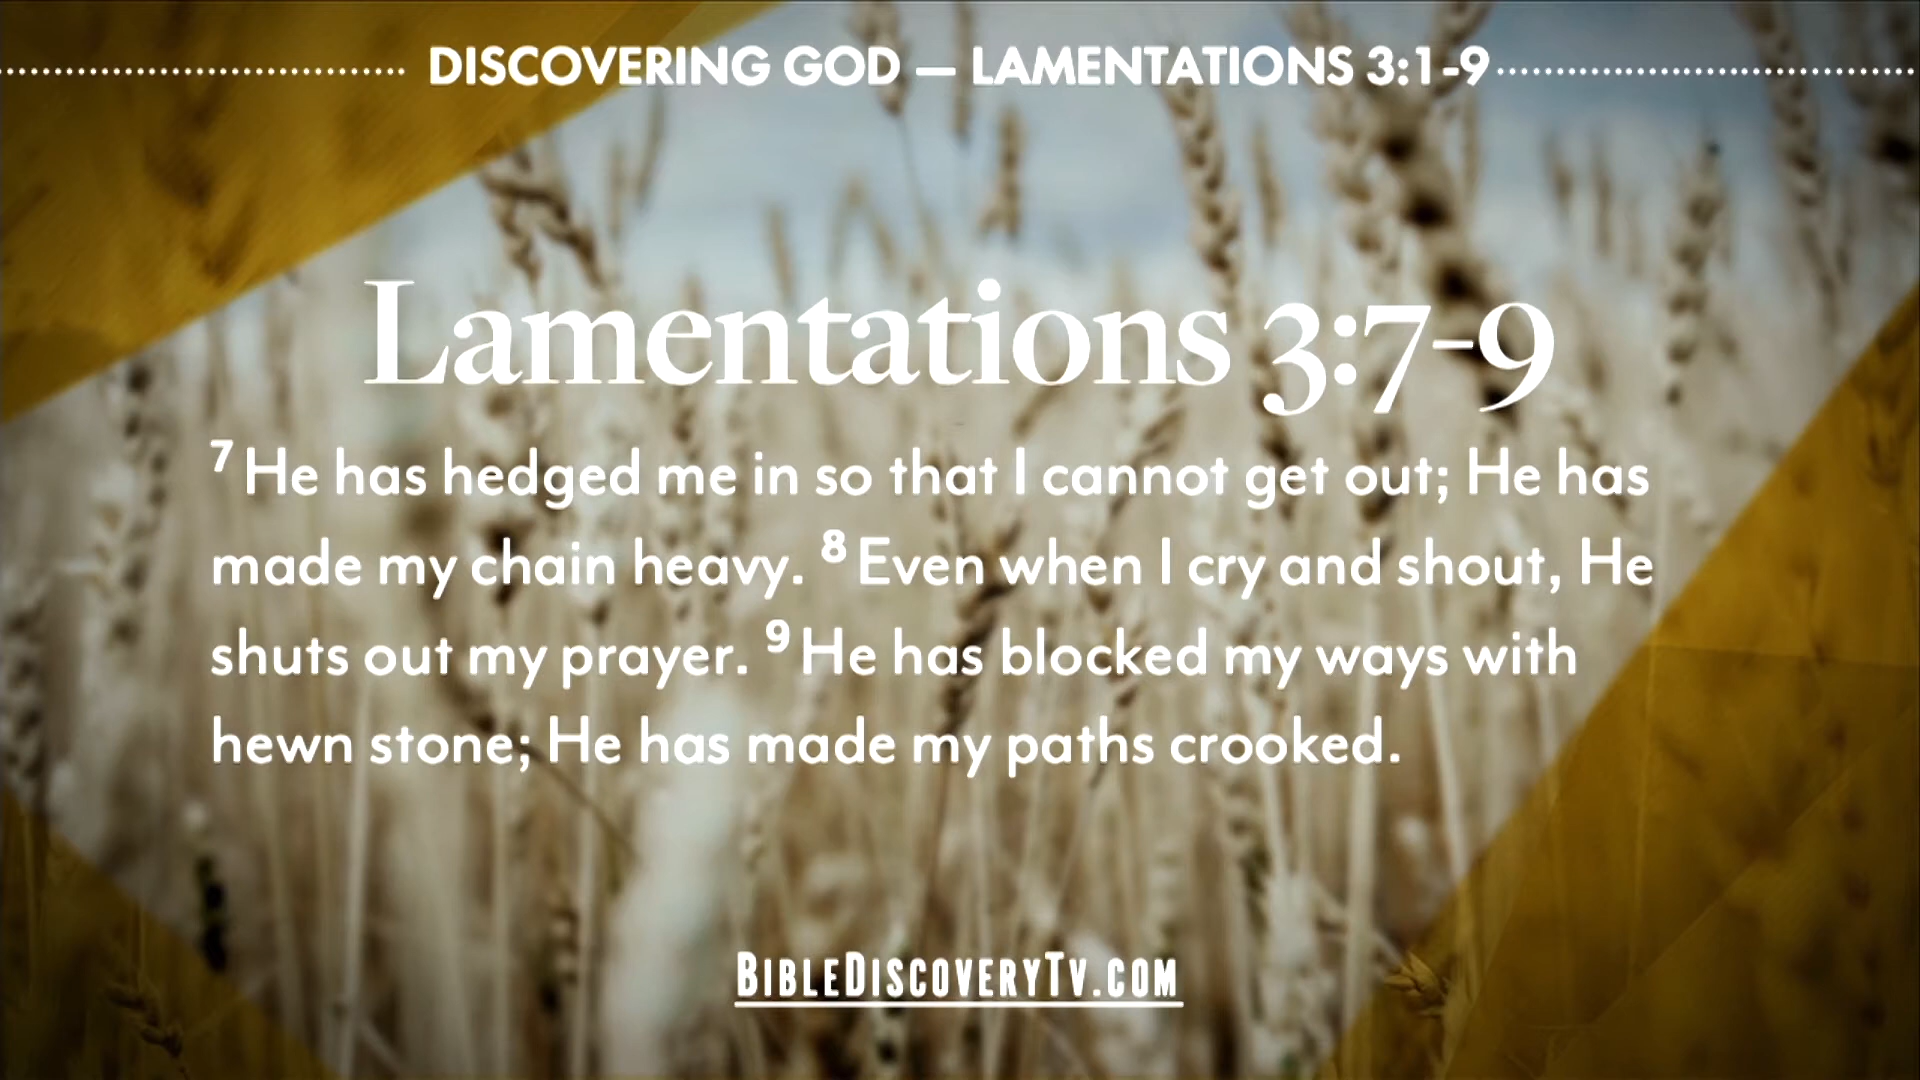 DISCOVERING GOD — LAMENTATIONS 3:1-9
Lamentations 3:7-9
7 He has hedged me in so that I cannot get out; He has
made my chain heavy. 8 Even when I cry and shout, He
shuts out my prayer. 9 He has blocked my ways with
hewn stone; He has made my paths crooked.
BIBLEDISCOVERYTV.COM